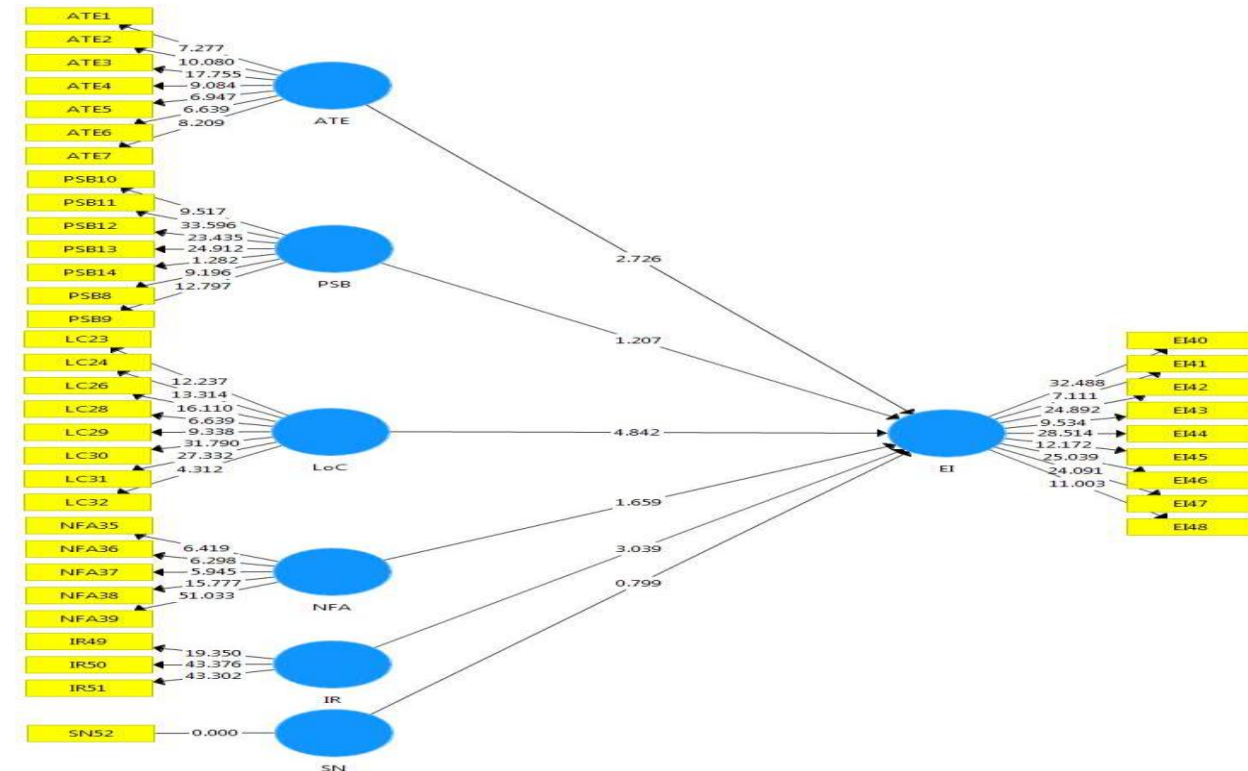 ATE1
ATE2
ATE3
ATE4
ATE5
ATE6
ATE7
7.277
10.080
17.755
9.084
6.947
6.639
8.209
ATE
PSB10
PSB11
PSB12
PSB13
PSB14
PSB8
PSB9
9.517
33.596
23.435
24.912
1.282
9.196
12.797
PSB
LC23
LC24
LC26
LC28
LC29
LC30
LC31
LC32
12.237
13.314
16.110
6.639
9.338
31.790
27.332
4.312
LoC
NFA35
NFA36
NFA37
NFA38
NFA39
6.419
6.298
5.945
15.777
51.033
NFA
IR49
IR50
IR51
19.350
43.376
43.302
IR
SN52
0.000
SN
2.726
1.207
4.842
1.659
3.039
0.799
EI
32.488
7.111
24.892
9.534
28.514
12.172
25.039
24.091
11.003
EI40
EI41
EI42
EI43
EI44
EI45
EI46
EI47
EI48